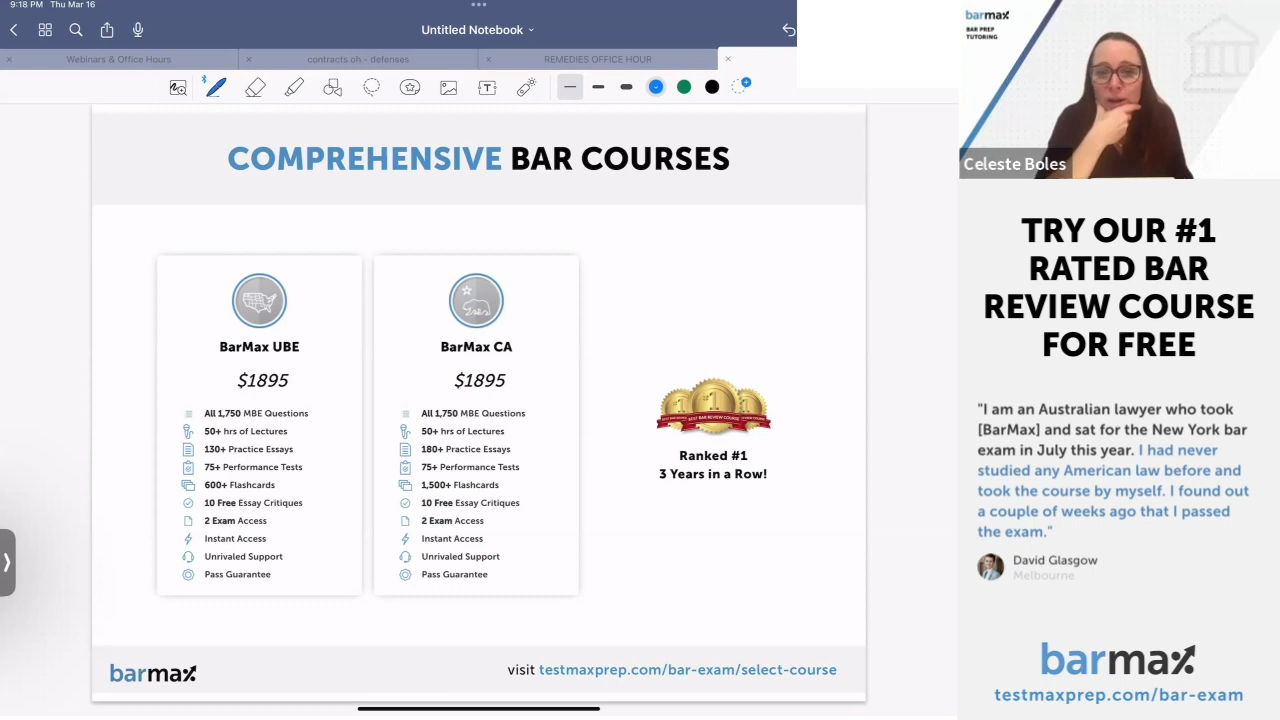 9:18 PM Thu Mar 16
Untitled Notebook
Webinars & Office Hours
contracts oh - defenses
REMEDIES OFFICE HOUR
COMPREHENSIVE BAR COURSES
BarMax UBE
$1895
All 1,750 MBE Questions
50+ hrs of Lectures
130+ Practice Essays
75+ Performance Tests
600+ Flashcards
10 Free Essay Critiques
2 Exam Access
Instant Access
Unrivaled Support
Pass Guarantee
BarMax CA
$1895
All 1,750 MBE Questions
50+ hrs of Lectures
180+ Practice Essays
75+ Performance Tests
1,500+ Flashcards
10 Free Essay Critiques
2 Exam Access
Instant Access
Unrivaled Support
Pass Guarantee
#1
BEST BAR REVIEW COURSE
Ranked #1
3 Years in a Row!
barmax
visit testmaxprep.com/bar-exam/select-course
barmax
BAR PREP
TUTORING
Celeste Boles
TRY OUR #1
RATED BAR
REVIEW COURSE
FOR FREE
"I am an Australian lawyer who took
[BarMax] and sat for the New York bar
exam in July this year. I had never
studied any American law before and
took the course by myself. I found out
a couple of weeks ago that I passed
the exam."
David Glasgow
Melbourne
barmax
testmaxprep.com/bar-exam